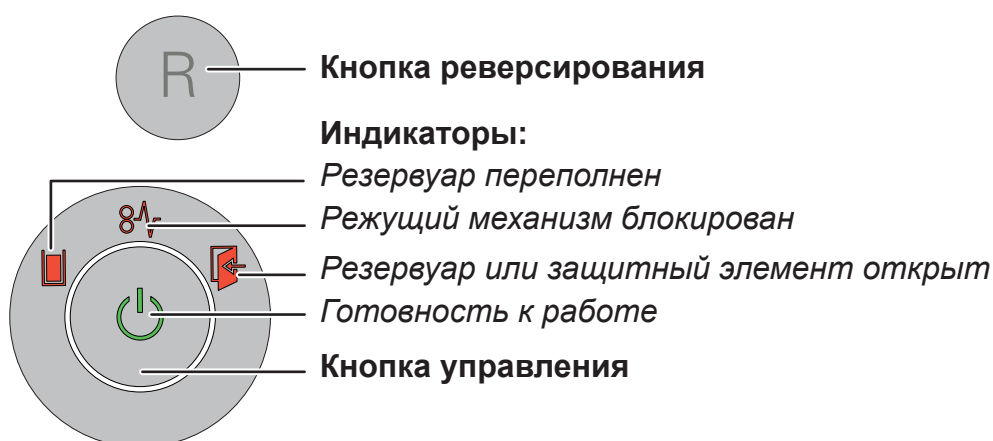 R
Кнопка реверсирования
Индикаторы:
Резервуар переполнен
Режущий механизм блокирован
Резервуар или защитный элемент открыт
Готовность к работе
Кнопка управления